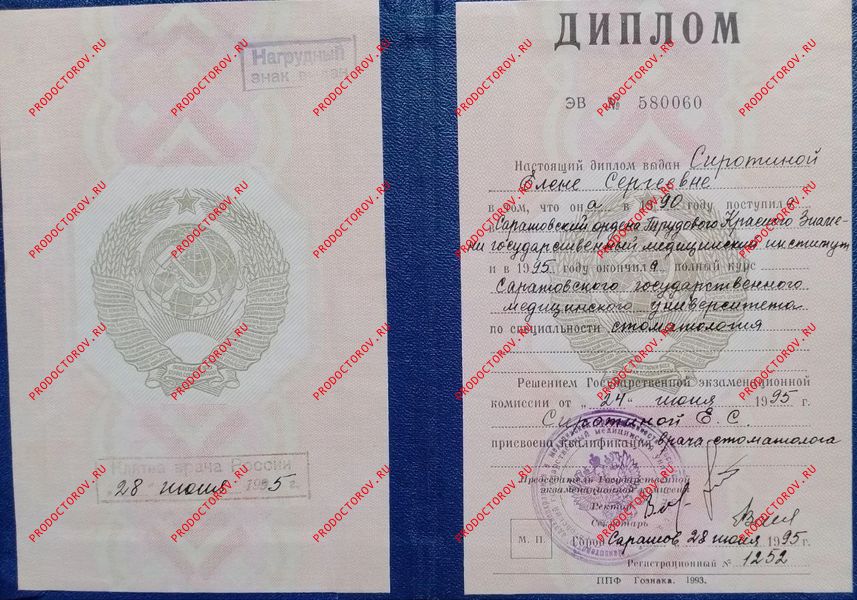 Нагрудный
знак выдан
Клятва врача России
„28“ июня 1995 г.
ДИПЛОМ
ЭВ № 580060
Настоящий диплом выдан Сиротиной
Елене Сергеевне
в том, что она в 1990 году поступила
Саратовский ордена Трудового Красного Знаме-
ни государственный медицинский институт
и в 1995 году окончила полный курс
Саратовского государственного
медицинского университета
по специальности стоматология
Решением Государственной экзаменационной
комиссии от „24“ июня 1995 г.
Сиротиной Е. С.
присвоена квалификация врача стоматолога
Председатель Государственной
экзаменационной комиссии
Ректор
Секретарь
М. П.
Город Саратов 28 июня 1995 г.
Регистрационный № 1252
ППФ Гознака. 1993.
PRODOCTOROV.RU